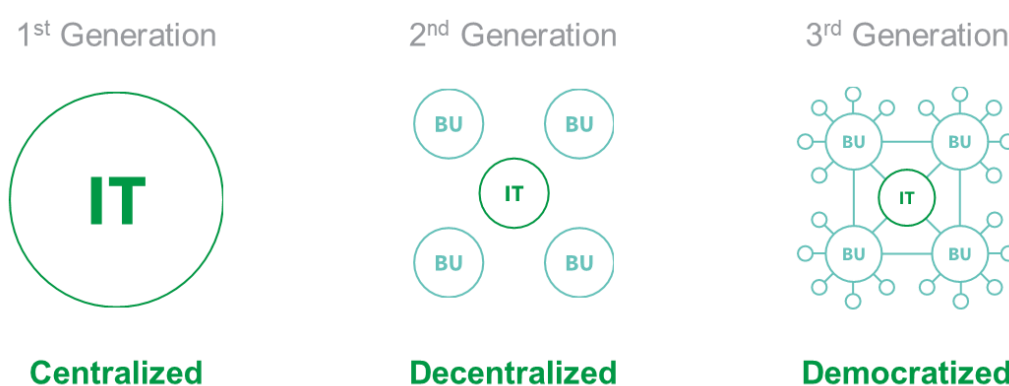 1st Generation
2nd Generation
3rd Generation
IT
BU BU
IT
BU BU
BU BU
IT
BU BU
Centralized
Decentralized
Democratized